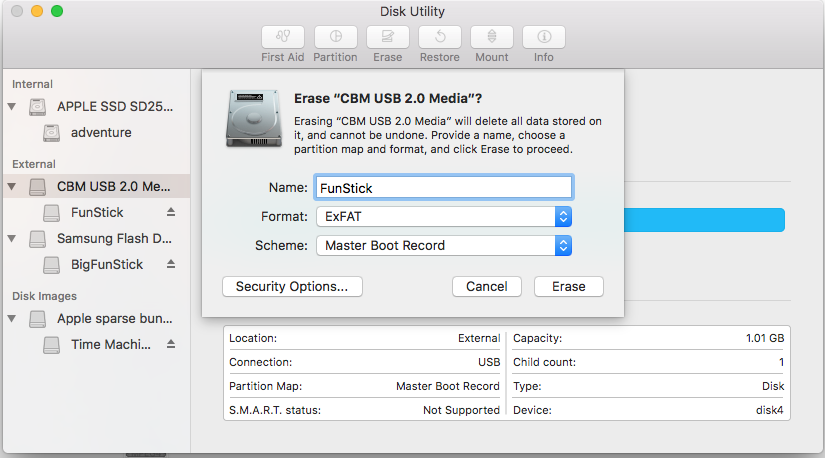 Disk Utility
First Aid Partition Erase Restore Mount Info
Internal
APPLE SSD SD25...
adventure
External
CBM USB 2.0 Me...
FunStick
Samsung Flash D...
BigFunStick
Disk Images
Apple sparse bun...
Time Machi...
Erase “CBM USB 2.0 Media”?
Erasing “CBM USB 2.0 Media” will delete all data stored on
it, and cannot be undone. Provide a name, choose a
partition map and format, and click Erase to proceed.
Name: FunStick
Format: ExFAT
Scheme: Master Boot Record
Security Options... Cancel Erase
Location: External Capacity: 1.01 GB
Connection: USB Child count: 1
Partition Map: Master Boot Record Type: Disk
S.M.A.R.T. status: Not Supported Device: disk4